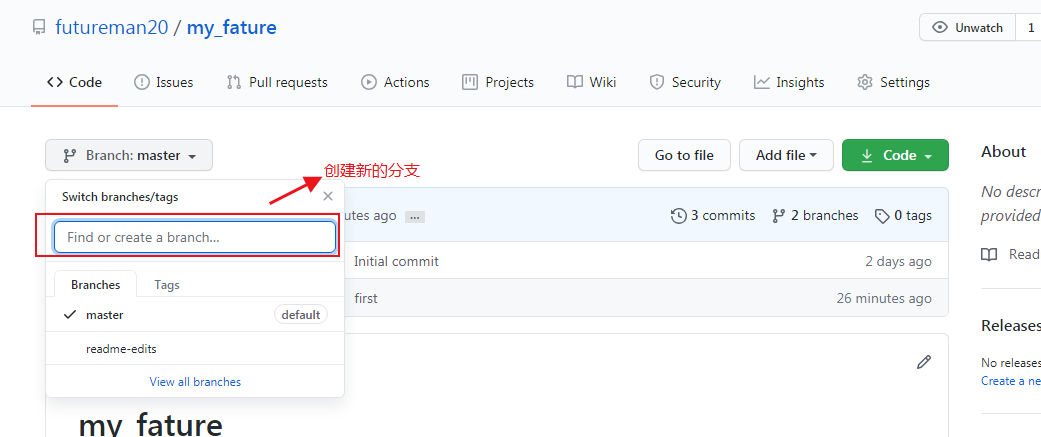 futureman20 / my_fature
Unwatch 1
Code Issues Pull requests Actions Projects Wiki Security Insights Settings
Branch: master
创建新的分支
Go to file Add file Code
About
Switch branches/tags
No descr
provided
utes ago ... 3 commits 2 branches 0 tags
Find or create a branch...
Read
Initial commit 2 days ago
Branches Tags
first 26 minutes ago
master default
Releases
readme-edits
No releases
Create a ne
View all branches
my_fature